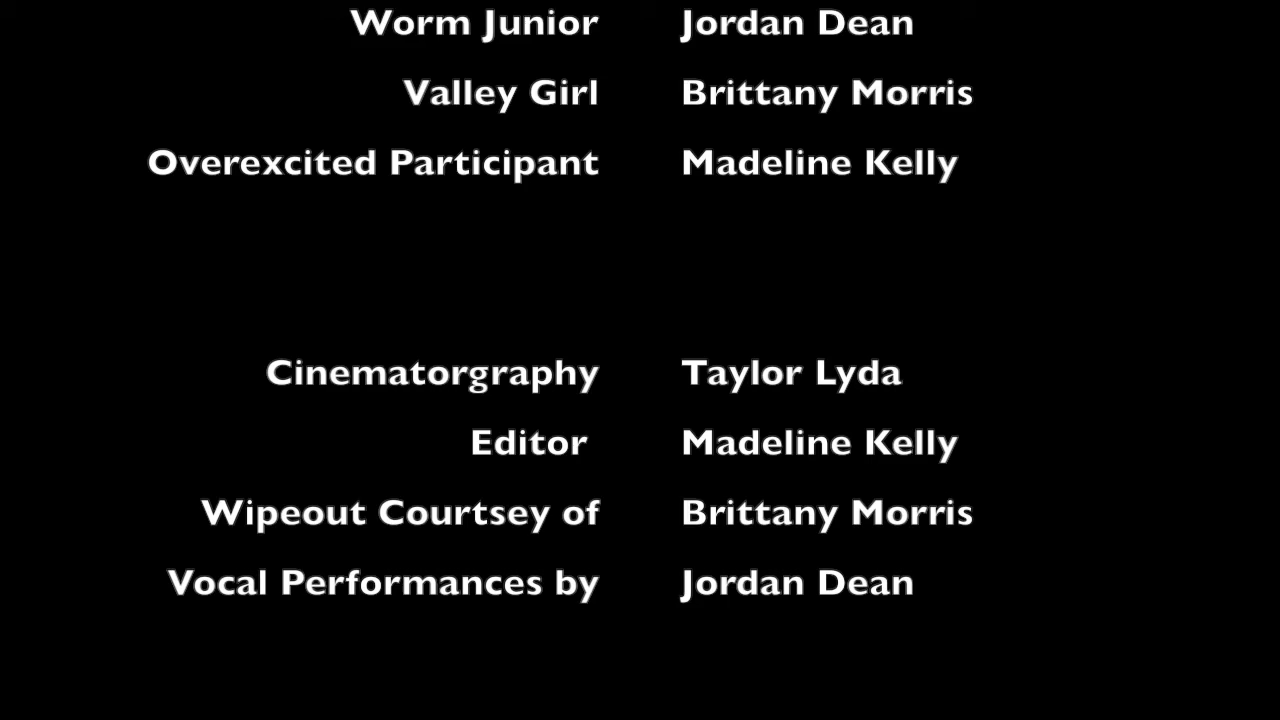 Worm Junior Jordan Dean
Valley Girl Brittany Morris
Overexcited Participant Madeline Kelly
Cinematorgraphy Taylor Lyda
Editor Madeline Kelly
Wipeout Courtsey of Brittany Morris
Vocal Performances by Jordan Dean